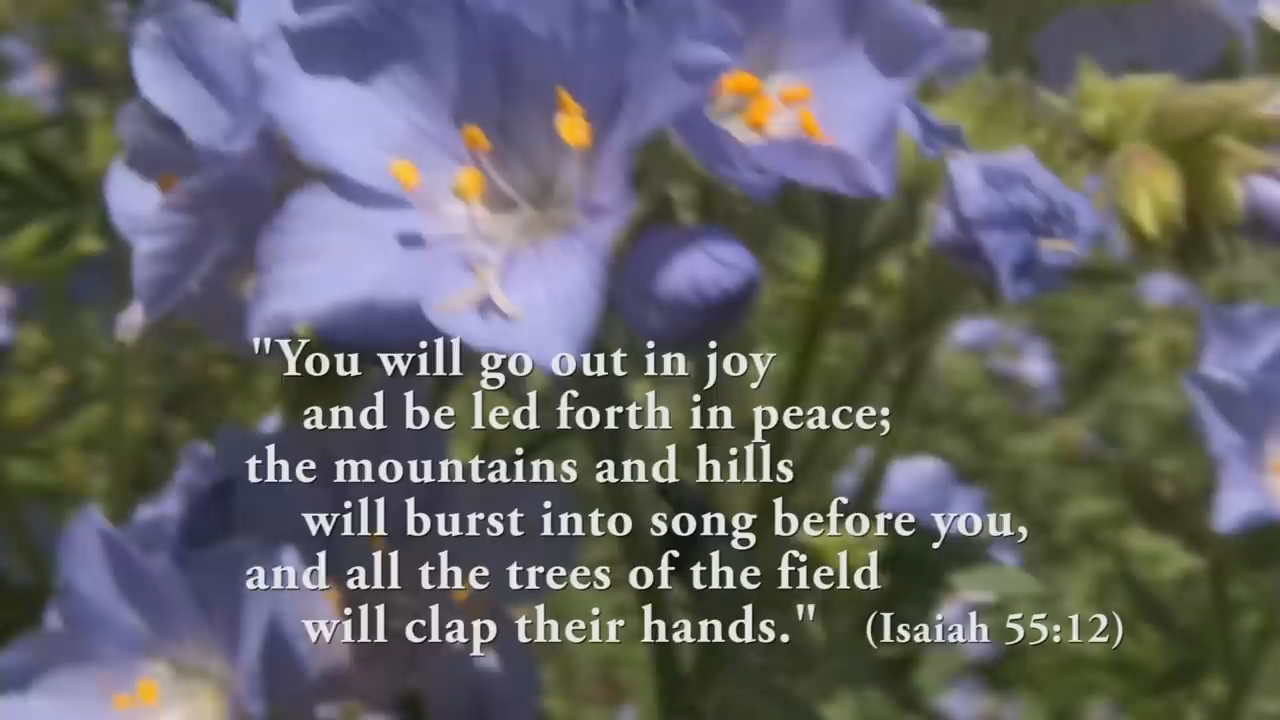 "You will go out in joy
and be led forth in peace;
the mountains and hills
will burst into song before you,
and all the trees of the field
will clap their hands." (Isaiah 55:12)